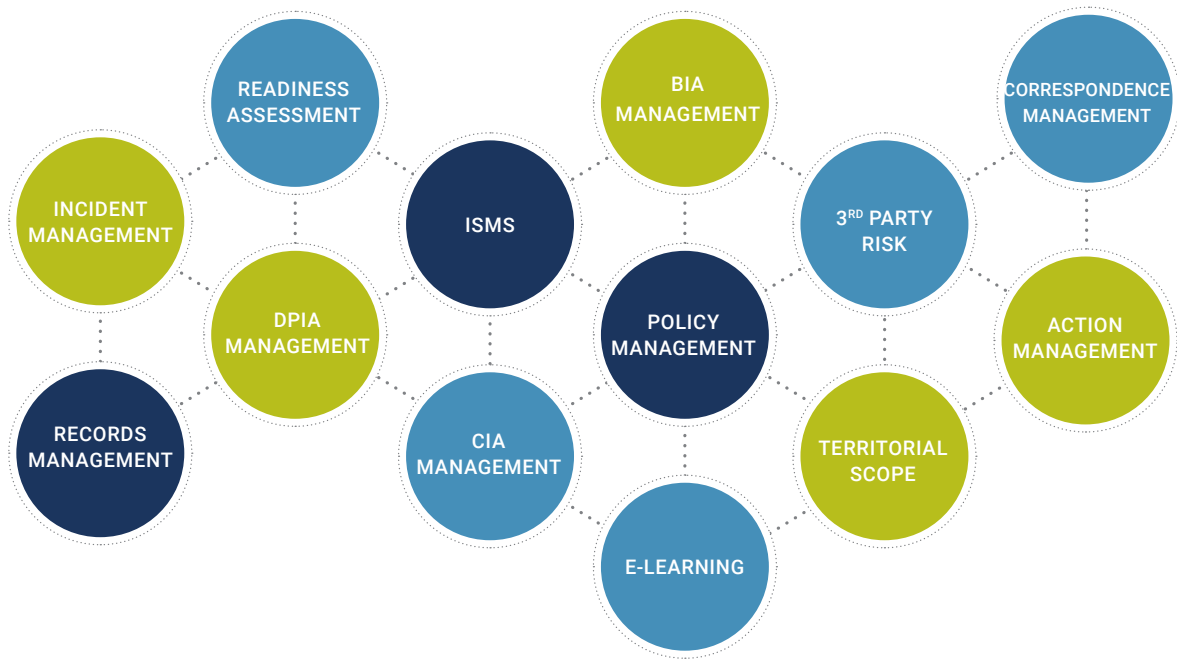 READINESS
ASSESSMENT
BIA
MANAGEMENT
CORRESPONDENCE
MANAGEMENT
INCIDENT
MANAGEMENT
ISMS
3RD PARTY
RISK
DPIA
MANAGEMENT
POLICY
MANAGEMENT
ACTION
MANAGEMENT
RECORDS
MANAGEMENT
CIA
MANAGEMENT
TERRITORIAL
SCOPE
E-LEARNING